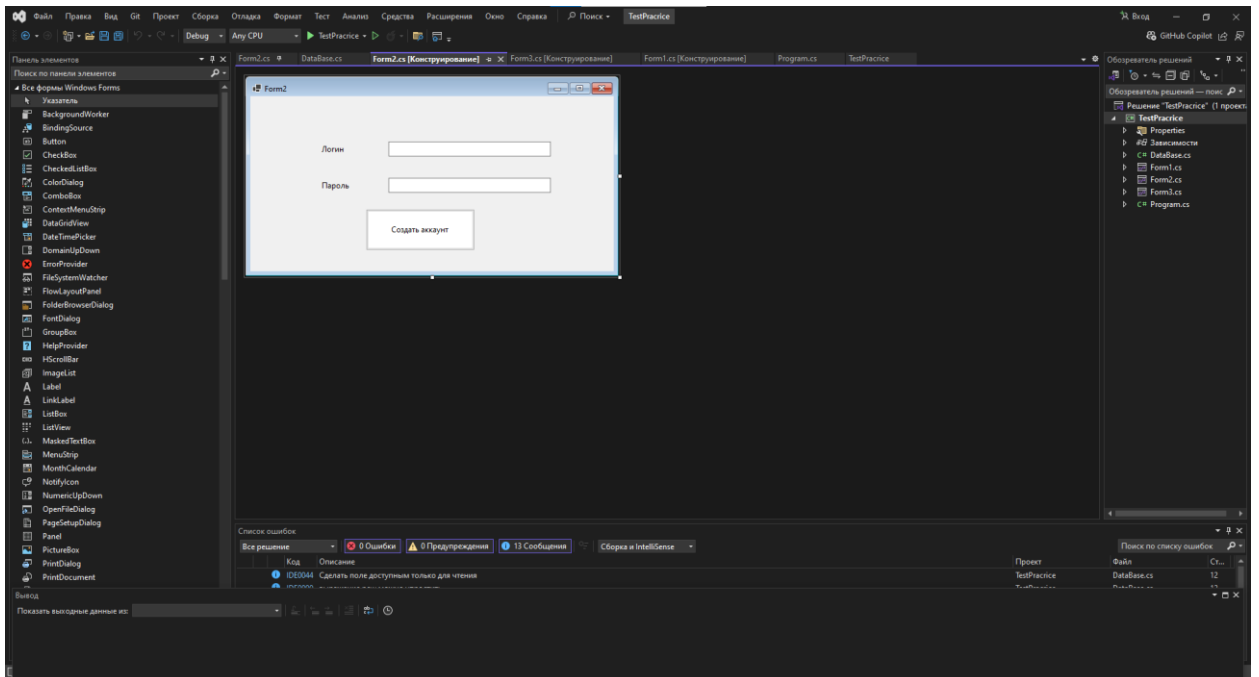 Файл Правка Вид Git Проект Сборка Отладка Формат Тест Анализ Средства Расширения Окно Справка Поиск TestPracrice Вход
Debug Any CPU TestPracrice GitHub Copilot
Панель элементов
Поиск по панели элементов
Все формы Windows Forms
Указатель
BackgroundWorker
BindingSource
Button
CheckBox
CheckedListBox
ColorDialog
ComboBox
ContextMenuStrip
DataGridView
DateTimePicker
DomainUpDown
ErrorProvider
FileSystemWatcher
FlowLayoutPanel
FolderBrowserDialog
FontDialog
GroupBox
HelpProvider
HScrollBar
ImageList
Label
LinkLabel
ListBox
ListView
MaskedTextBox
MenuStrip
MonthCalendar
NotifyIcon
NumericUpDown
OpenFileDialog
PageSetupDialog
Panel
PictureBox
PrintDialog
PrintDocument
Form2.cs DataBase.cs Form2.cs [Конструирование] Form3.cs [Конструирование] Form1.cs [Конструирование] Program.cs TestPracrice
Form2
Логин
Пароль
Создать аккаунт
Обозреватель решений
Обозреватель решений — поис
Решение "TestPracrice" (1 проект
TestPracrice
Properties
Зависимости
C# DataBase.cs
Form1.cs
Form2.cs
Form3.cs
C# Program.cs
Список ошибок
Все решение 0 Ошибки 0 Предупреждения 13 Сообщения Сборка и IntelliSense Поиск по списку ошибок
Код Описание Проект Файл Ст...
IDE0044 Сделать поле доступным только для чтения TestPracrice DataBase.cs 12
Вывод
Показать выходные данные из: